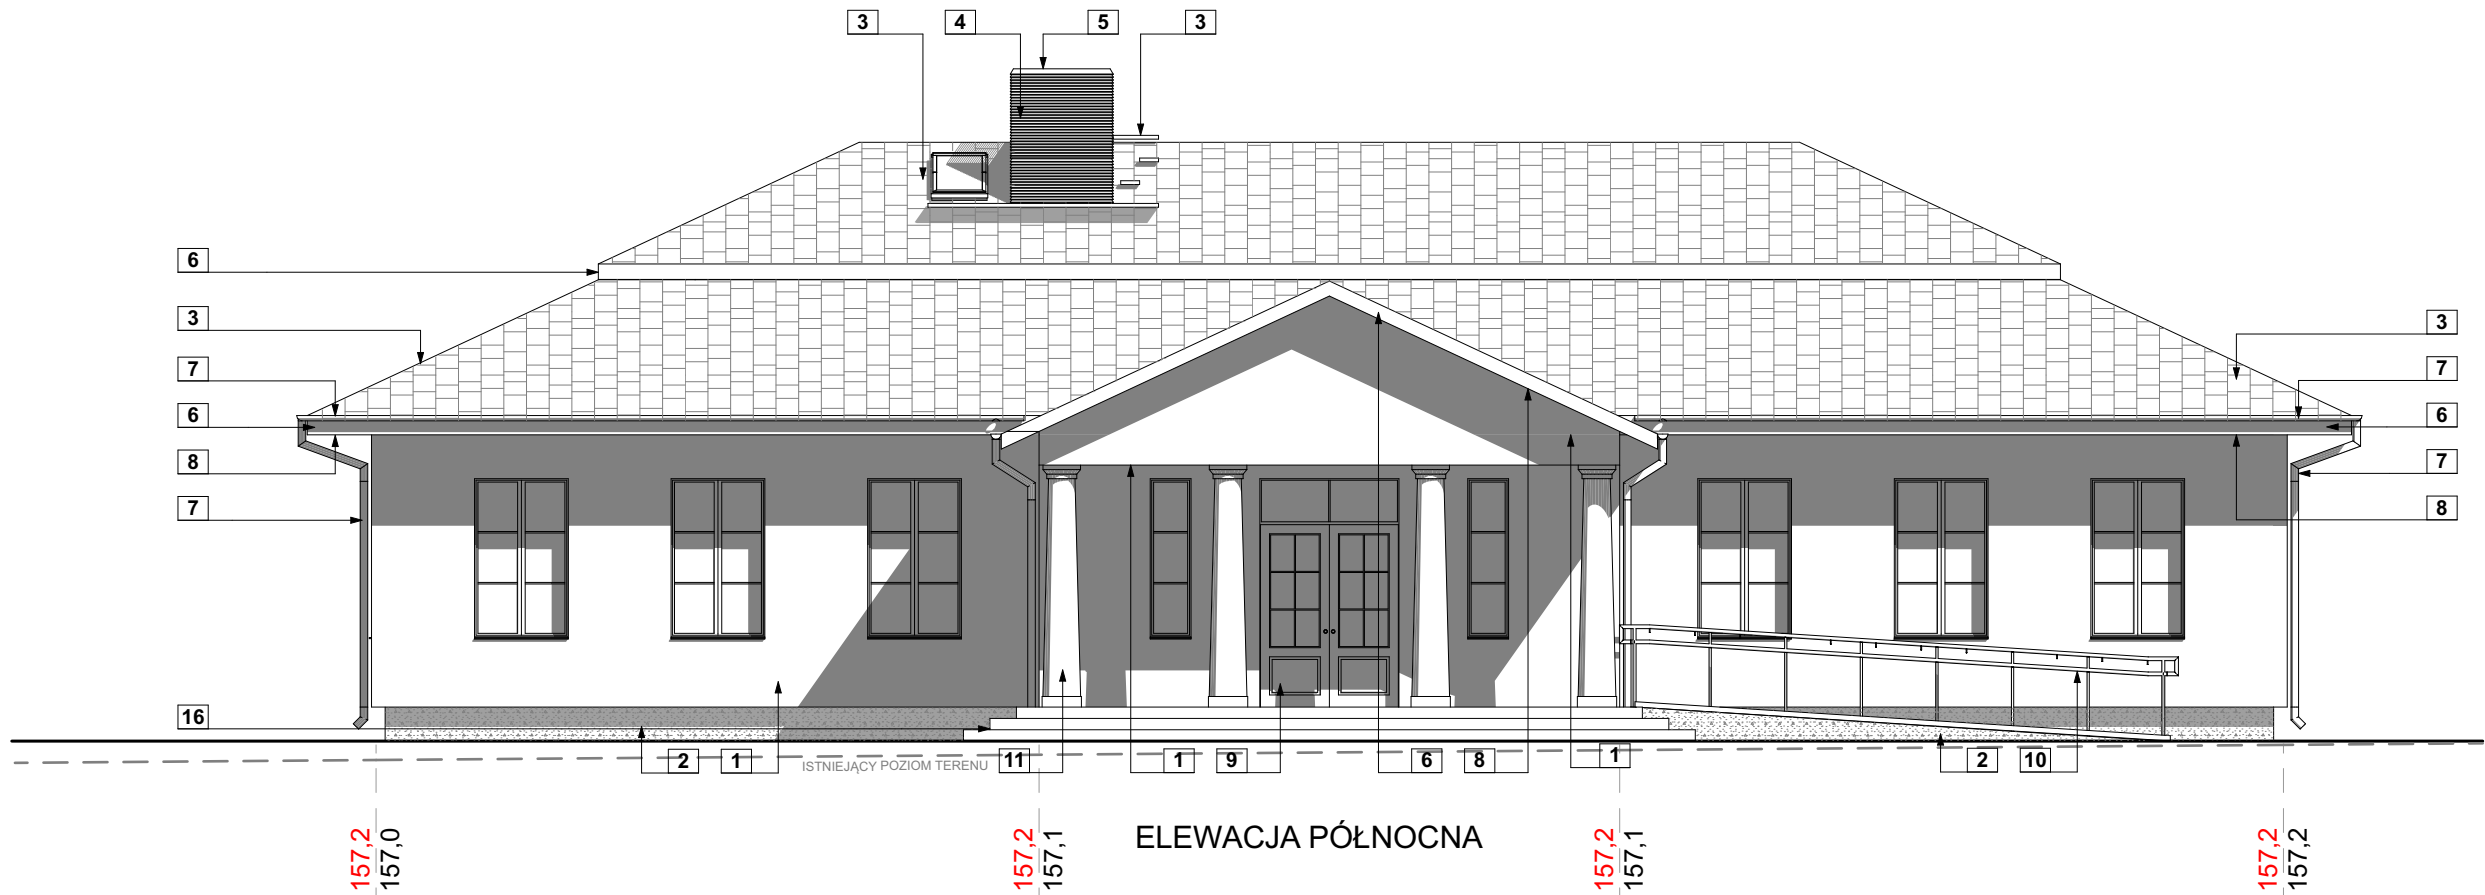 3 4 5 3
6
3 3
7 7
6 6
8 7
7 8
16
2 1 ISTNIEJĄCY POZIOM TERENU 11 1 9 6 8 1 2 10
157,2 157,2 157,2 157,2
157,0 157,1 157,1 157,2
ELEWACJA PÓŁNOCNA